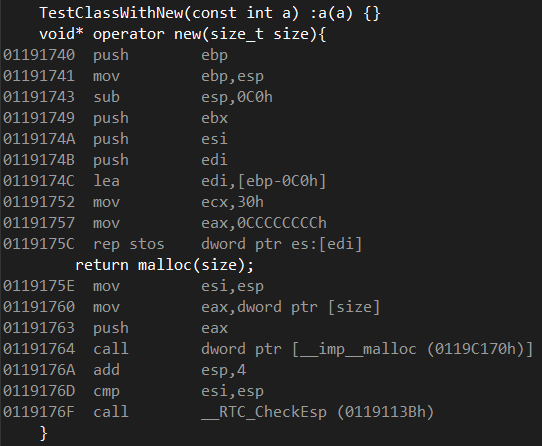 TestClassWithNew(const int a) :a(a) {}
void* operator new(size_t size){
01191740 push ebp
01191741 mov ebp,esp
01191743 sub esp,0C0h
01191749 push ebx
0119174A push esi
0119174B push edi
0119174C lea edi,[ebp-0C0h]
01191752 mov ecx,30h
01191757 mov eax,0CCCCCCCCh
0119175C rep stos dword ptr es:[edi]
return malloc(size);
0119175E mov esi,esp
01191760 mov eax,dword ptr [size]
01191763 push eax
01191764 call dword ptr [__imp__malloc (0119C170h)]
0119176A add esp,4
0119176D cmp esi,esp
0119176F call __RTC_CheckEsp (0119113Bh)
}